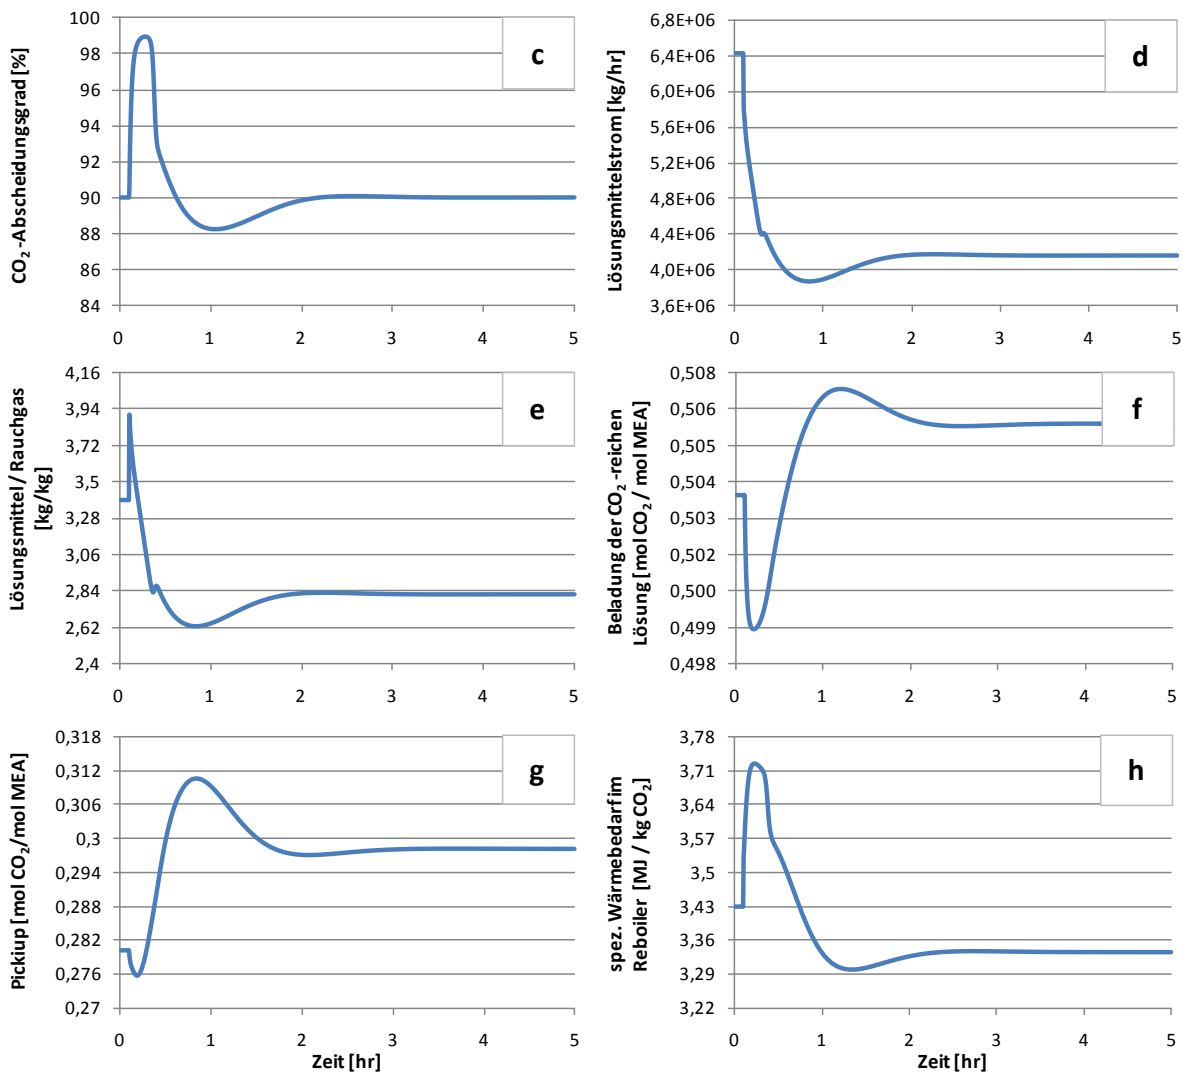 c
CO₂-Abscheidungsgrad [%]
100
98
96
94
92
90
88
86
84
0 1 2 3 4 5
d
Lösungsmittelstrom [kg/hr]
6,8E+06
6,4E+06
6,0E+06
5,6E+06
5,2E+06
4,8E+06
4,4E+06
4,0E+06
3,6E+06
0 1 2 3 4 5
e
Lösungsmittel / Rauchgas
[kg/kg]
4,16
3,94
3,72
3,5
3,28
3,06
2,84
2,62
2,4
0 1 2 3 4 5
f
Beladung der CO₂-reichen
Lösung [mol CO₂ / mol MEA]
0,508
0,506
0,505
0,504
0,503
0,502
0,500
0,499
0,498
0 1 2 3 4 5
g
Pickiup [mol CO₂/mol MEA]
0,318
0,312
0,306
0,3
0,294
0,288
0,282
0,276
0,27
0 1 2 3 4 5
Zeit [hr]
h
spez. Wärmebedarf im
Reboiler [MJ / kg CO₂]
3,78
3,71
3,64
3,57
3,5
3,43
3,36
3,29
3,22
0 1 2 3 4 5
Zeit [hr]